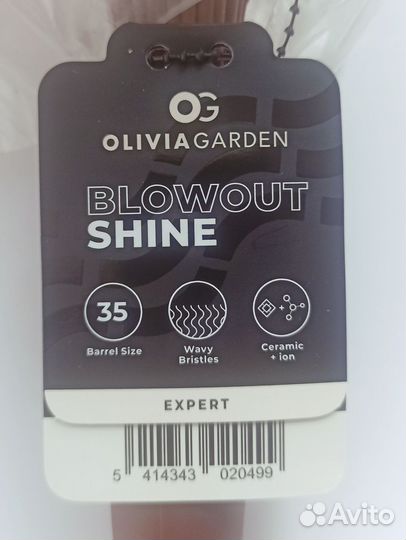 OG
OLIVIAGARDEN
BLOWOUT
SHINE
35
Barrel Size
Wavy
Bristles
Ceramic
+ ion
EXPERT
5 414343 020499
Avito